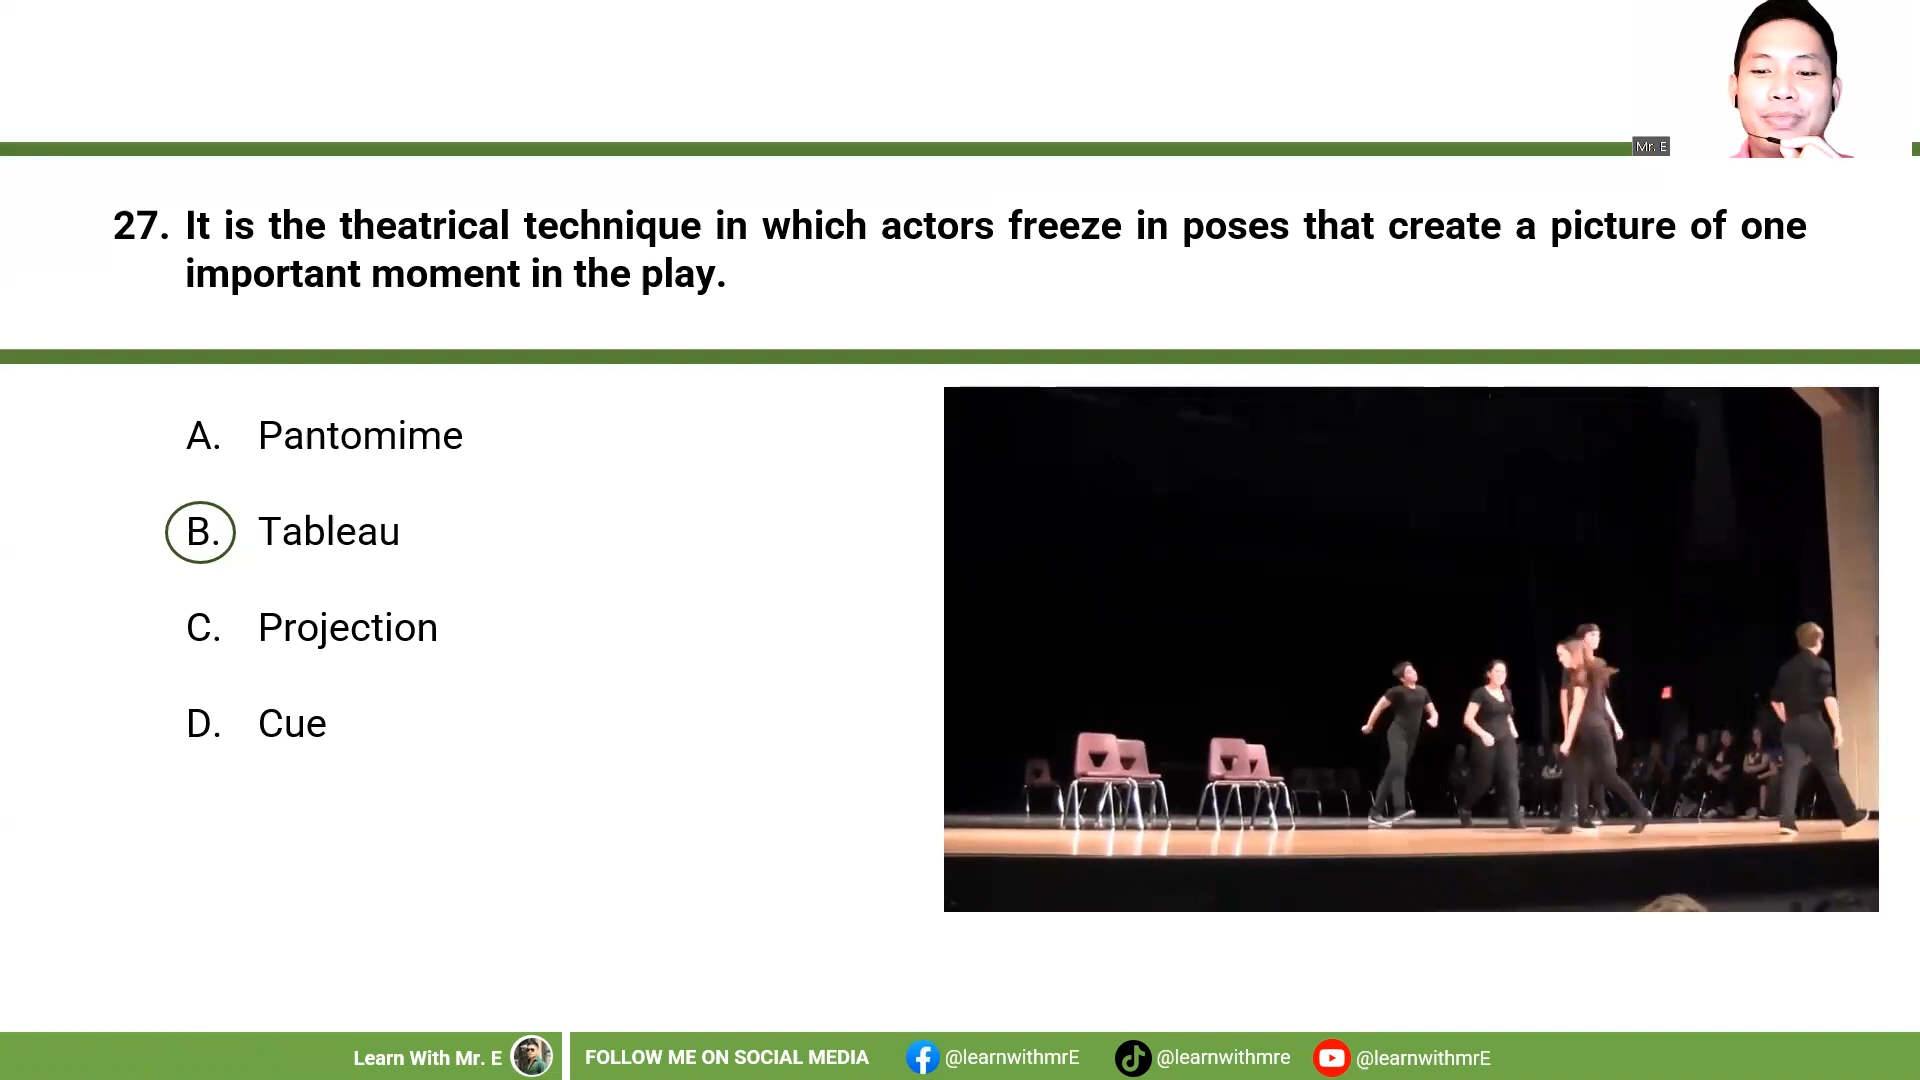 Mr. E
27. It is the theatrical technique in which actors freeze in poses that create a picture of one
important moment in the play.
A. Pantomime
B. Tableau
C. Projection
D. Cue
Learn With Mr. E
FOLLOW ME ON SOCIAL MEDIA
@learnwithmrE
@learnwithmre
@learnwithmrE